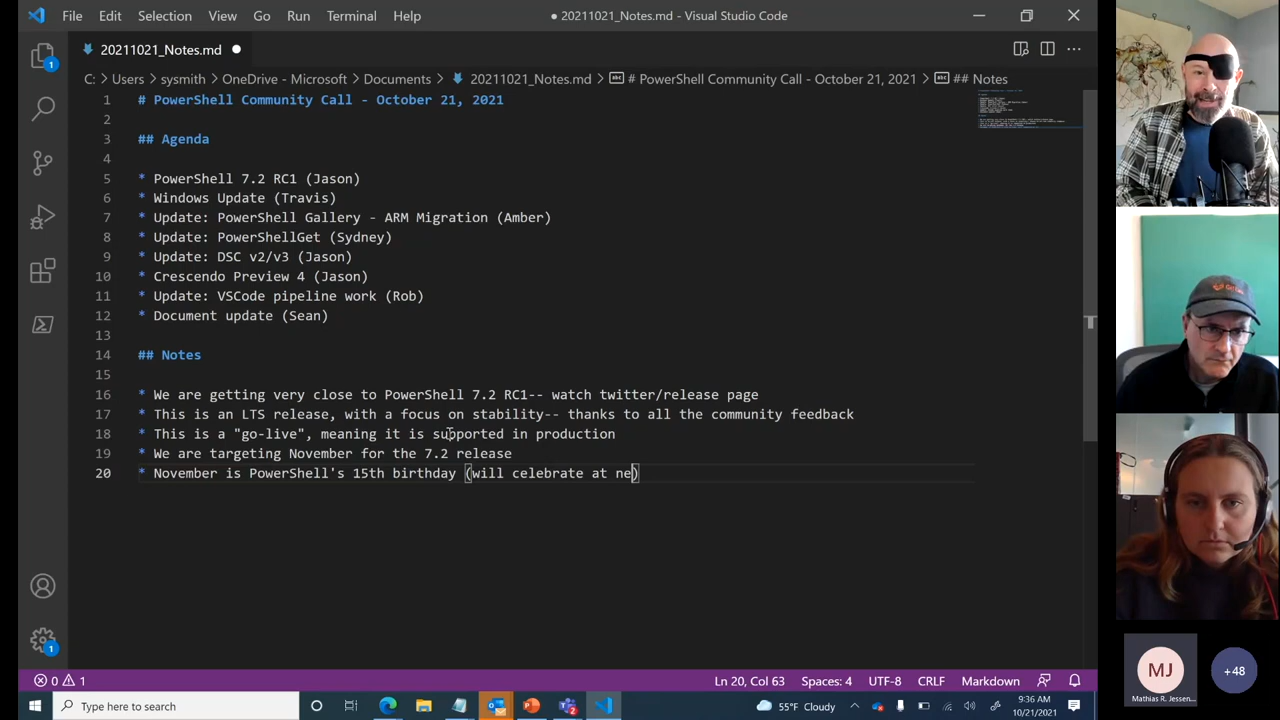 File Edit Selection View Go Run Terminal Help
● 20211021_Notes.md - Visual Studio Code
20211021_Notes.md ●
C: > Users > sysmith > OneDrive - Microsoft > Documents > 20211021_Notes.md > # PowerShell Community Call - October 21, 2021 > ## Notes
1 # PowerShell Community Call - October 21, 2021
2
3 ## Agenda
4
5 * PowerShell 7.2 RC1 (Jason)
6 * Windows Update (Travis)
7 * Update: PowerShell Gallery - ARM Migration (Amber)
8 * Update: PowerShellGet (Sydney)
9 * Update: DSC v2/v3 (Jason)
10 * Crescendo Preview 4 (Jason)
11 * Update: VSCode pipeline work (Rob)
12 * Document update (Sean)
13
14 ## Notes
15
16 * We are getting very close to PowerShell 7.2 RC1-- watch twitter/release page
17 * This is an LTS release, with a focus on stability-- thanks to all the community feedback
18 * This is a "go-live", meaning it is supported in production
19 * We are targeting November for the 7.2 release
20 * November is PowerShell's 15th birthday (will celebrate at ne)
1
1
MJ
Mathias R. Jessen...
+48
0 1
Ln 20, Col 63 Spaces: 4 UTF-8 CRLF Markdown
Type here to search
55°F Cloudy
9:36 AM
10/21/2021